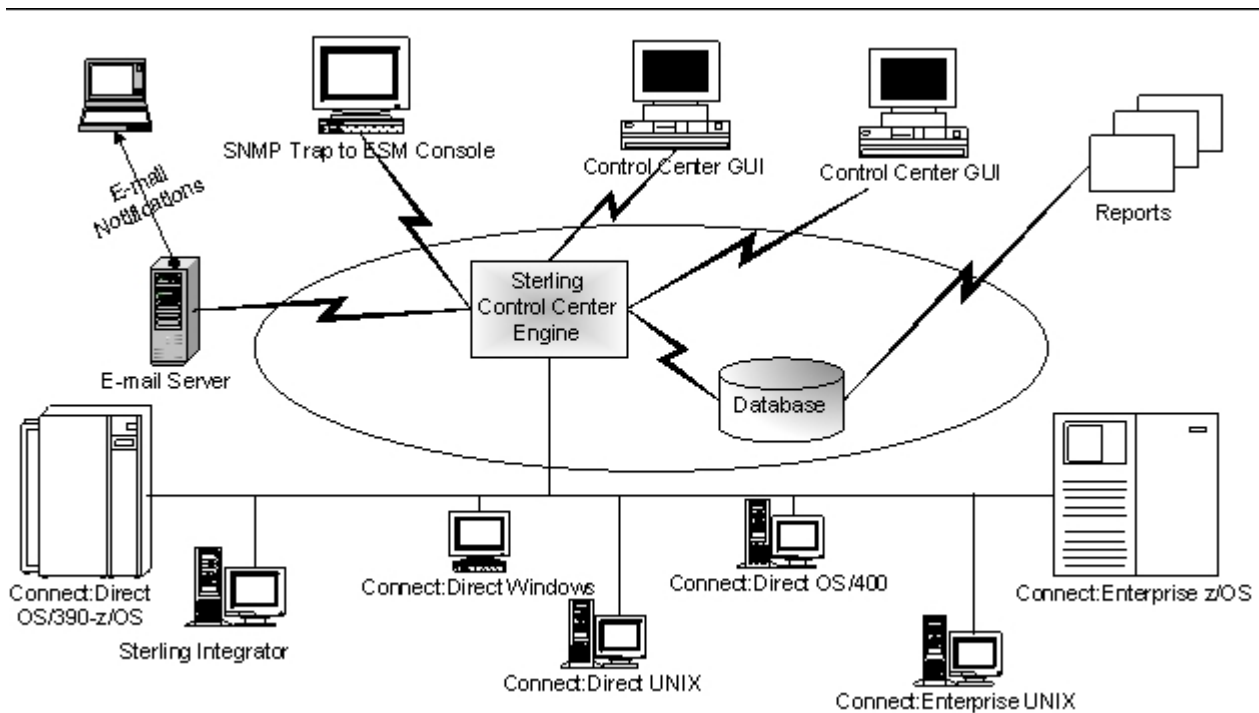 SNMP Trap to ESM Console
Control Center GUI
Control Center GUI
Reports
E-mail
Notifications
Sterling
Control Center
Engine
E-mail Server
Database
Connect:Direct
OS/390-z/OS
Sterling Integrator
Connect:Direct Windows
Connect:Direct UNIX
Connect:Direct OS/400
Connect:Enterprise UNIX
Connect:Enterprise z/OS